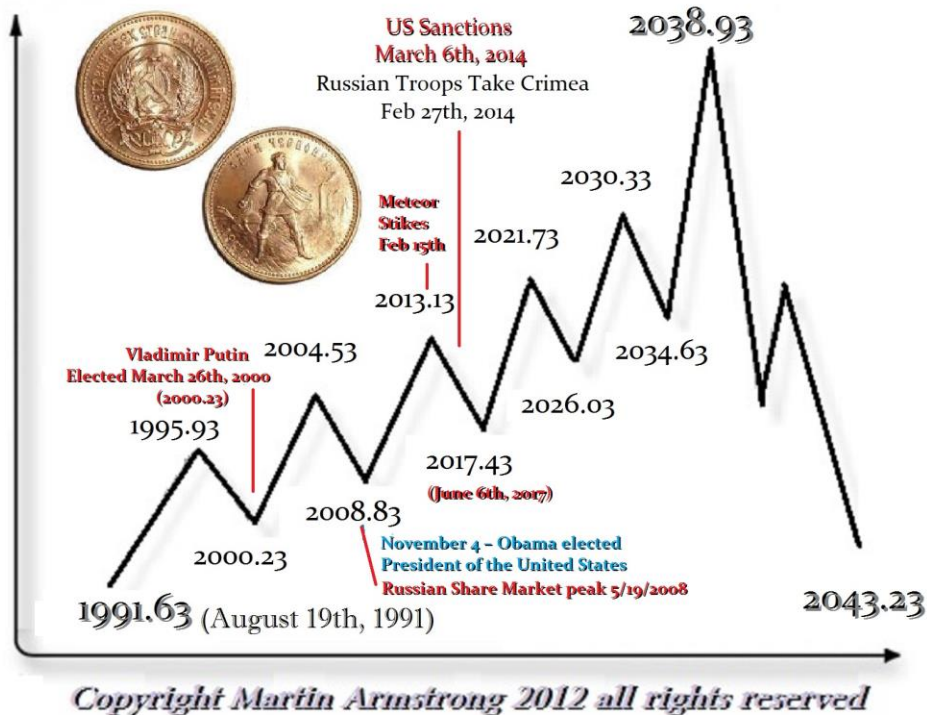 US Sanctions
March 6th, 2014
Russian Troops Take Crimea
Feb 27th, 2014
2038.93
2030.33
Meteor
Stikes
Feb 15th
2021.73
2013.13
Vladimir Putin
Elected March 26th, 2000
(2000.23)
2004.53
2034.63
1995.93
2026.03
2017.43
(June 6th, 2017)
2008.83
2000.23
November 4 – Obama elected
President of the United States
Russian Share Market peak 5/19/2008
1991.63 (August 19th, 1991)
2043.23
Copyright Martin Armstrong 2012 all rights reserved